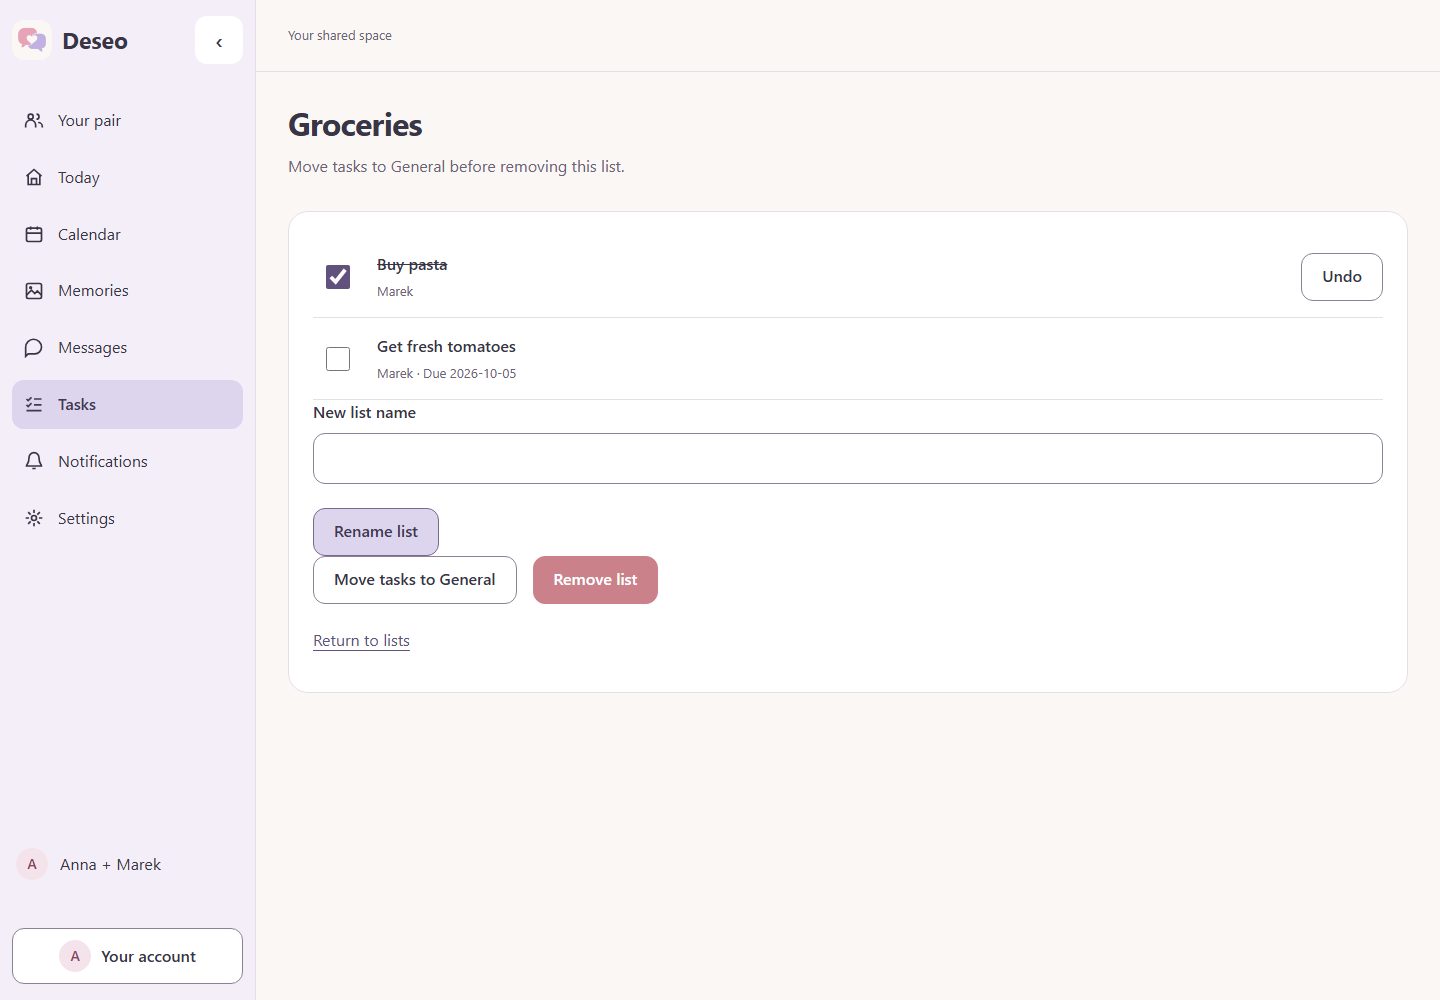 Deseo
‹
Your pair
Today
Calendar
Memories
Messages
Tasks
Notifications
Settings
A
Anna + Marek
A
Your account
Your shared space
Groceries
Move tasks to General before removing this list.
Buy pasta
Marek
Undo
Get fresh tomatoes
Marek · Due 2026-10-05
New list name
Rename list
Move tasks to General
Remove list
Return to lists